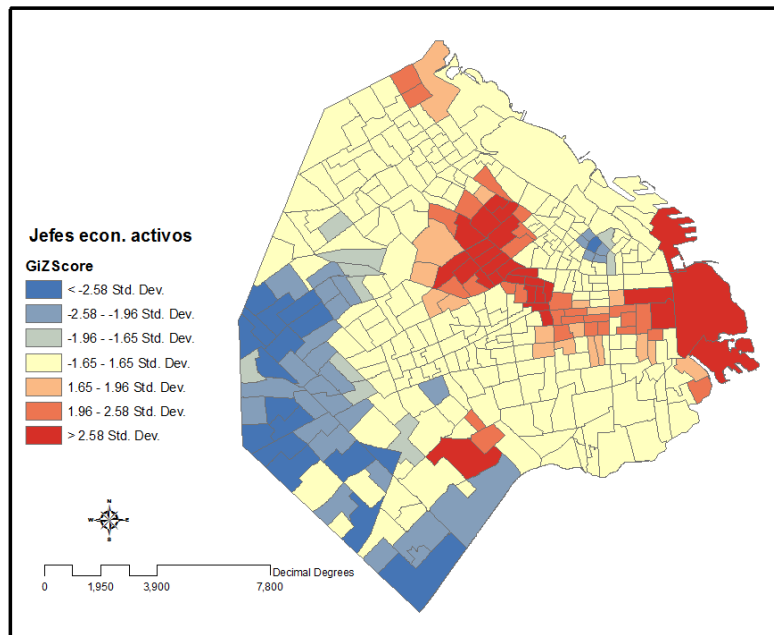 Jefes econ. activos
GiZScore
< -2.58 Std. Dev.
-2.58 - -1.96 Std. Dev.
-1.96 - -1.65 Std. Dev.
-1.65 - 1.65 Std. Dev.
1.65 - 1.96 Std. Dev.
1.96 - 2.58 Std. Dev.
> 2.58 Std. Dev.
N
W E
S
Decimal Degrees
0 1,950 3,900 7,800